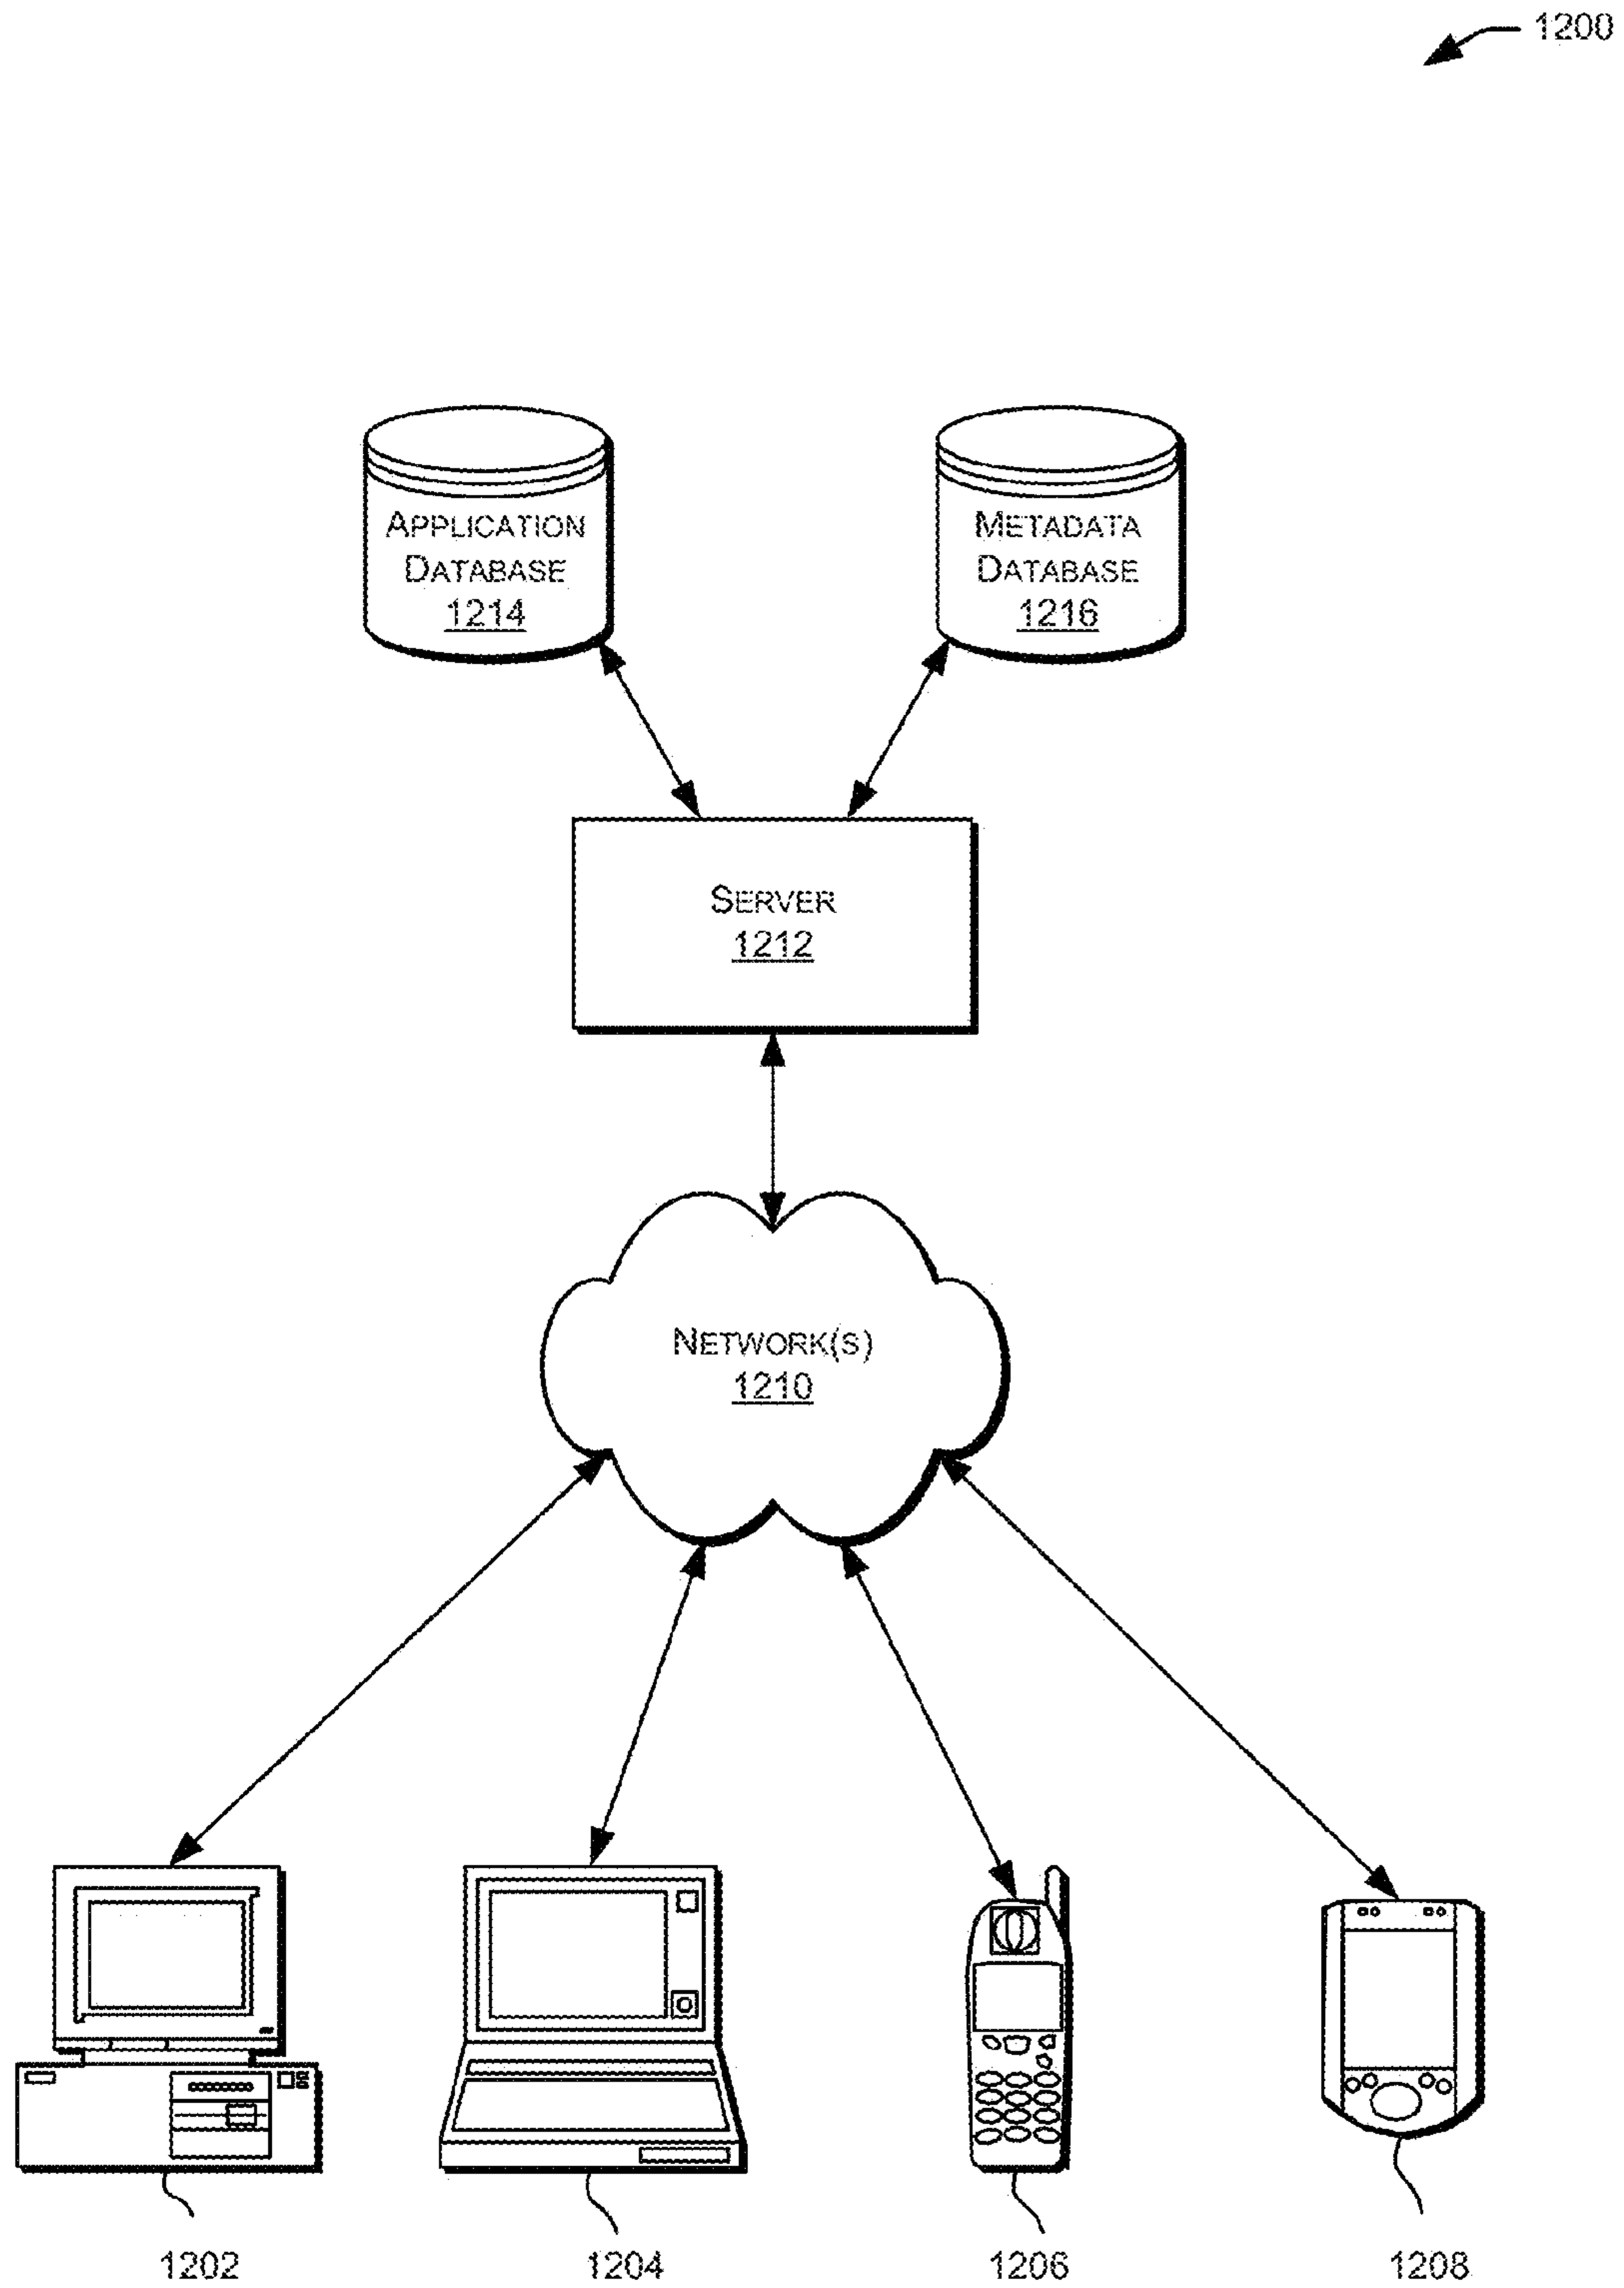 1200
APPLICATION
DATABASE
1214
METADATA
DATABASE
1216
SERVER
1212
NETWORK(S)
1210
1202
1204
1206
1208